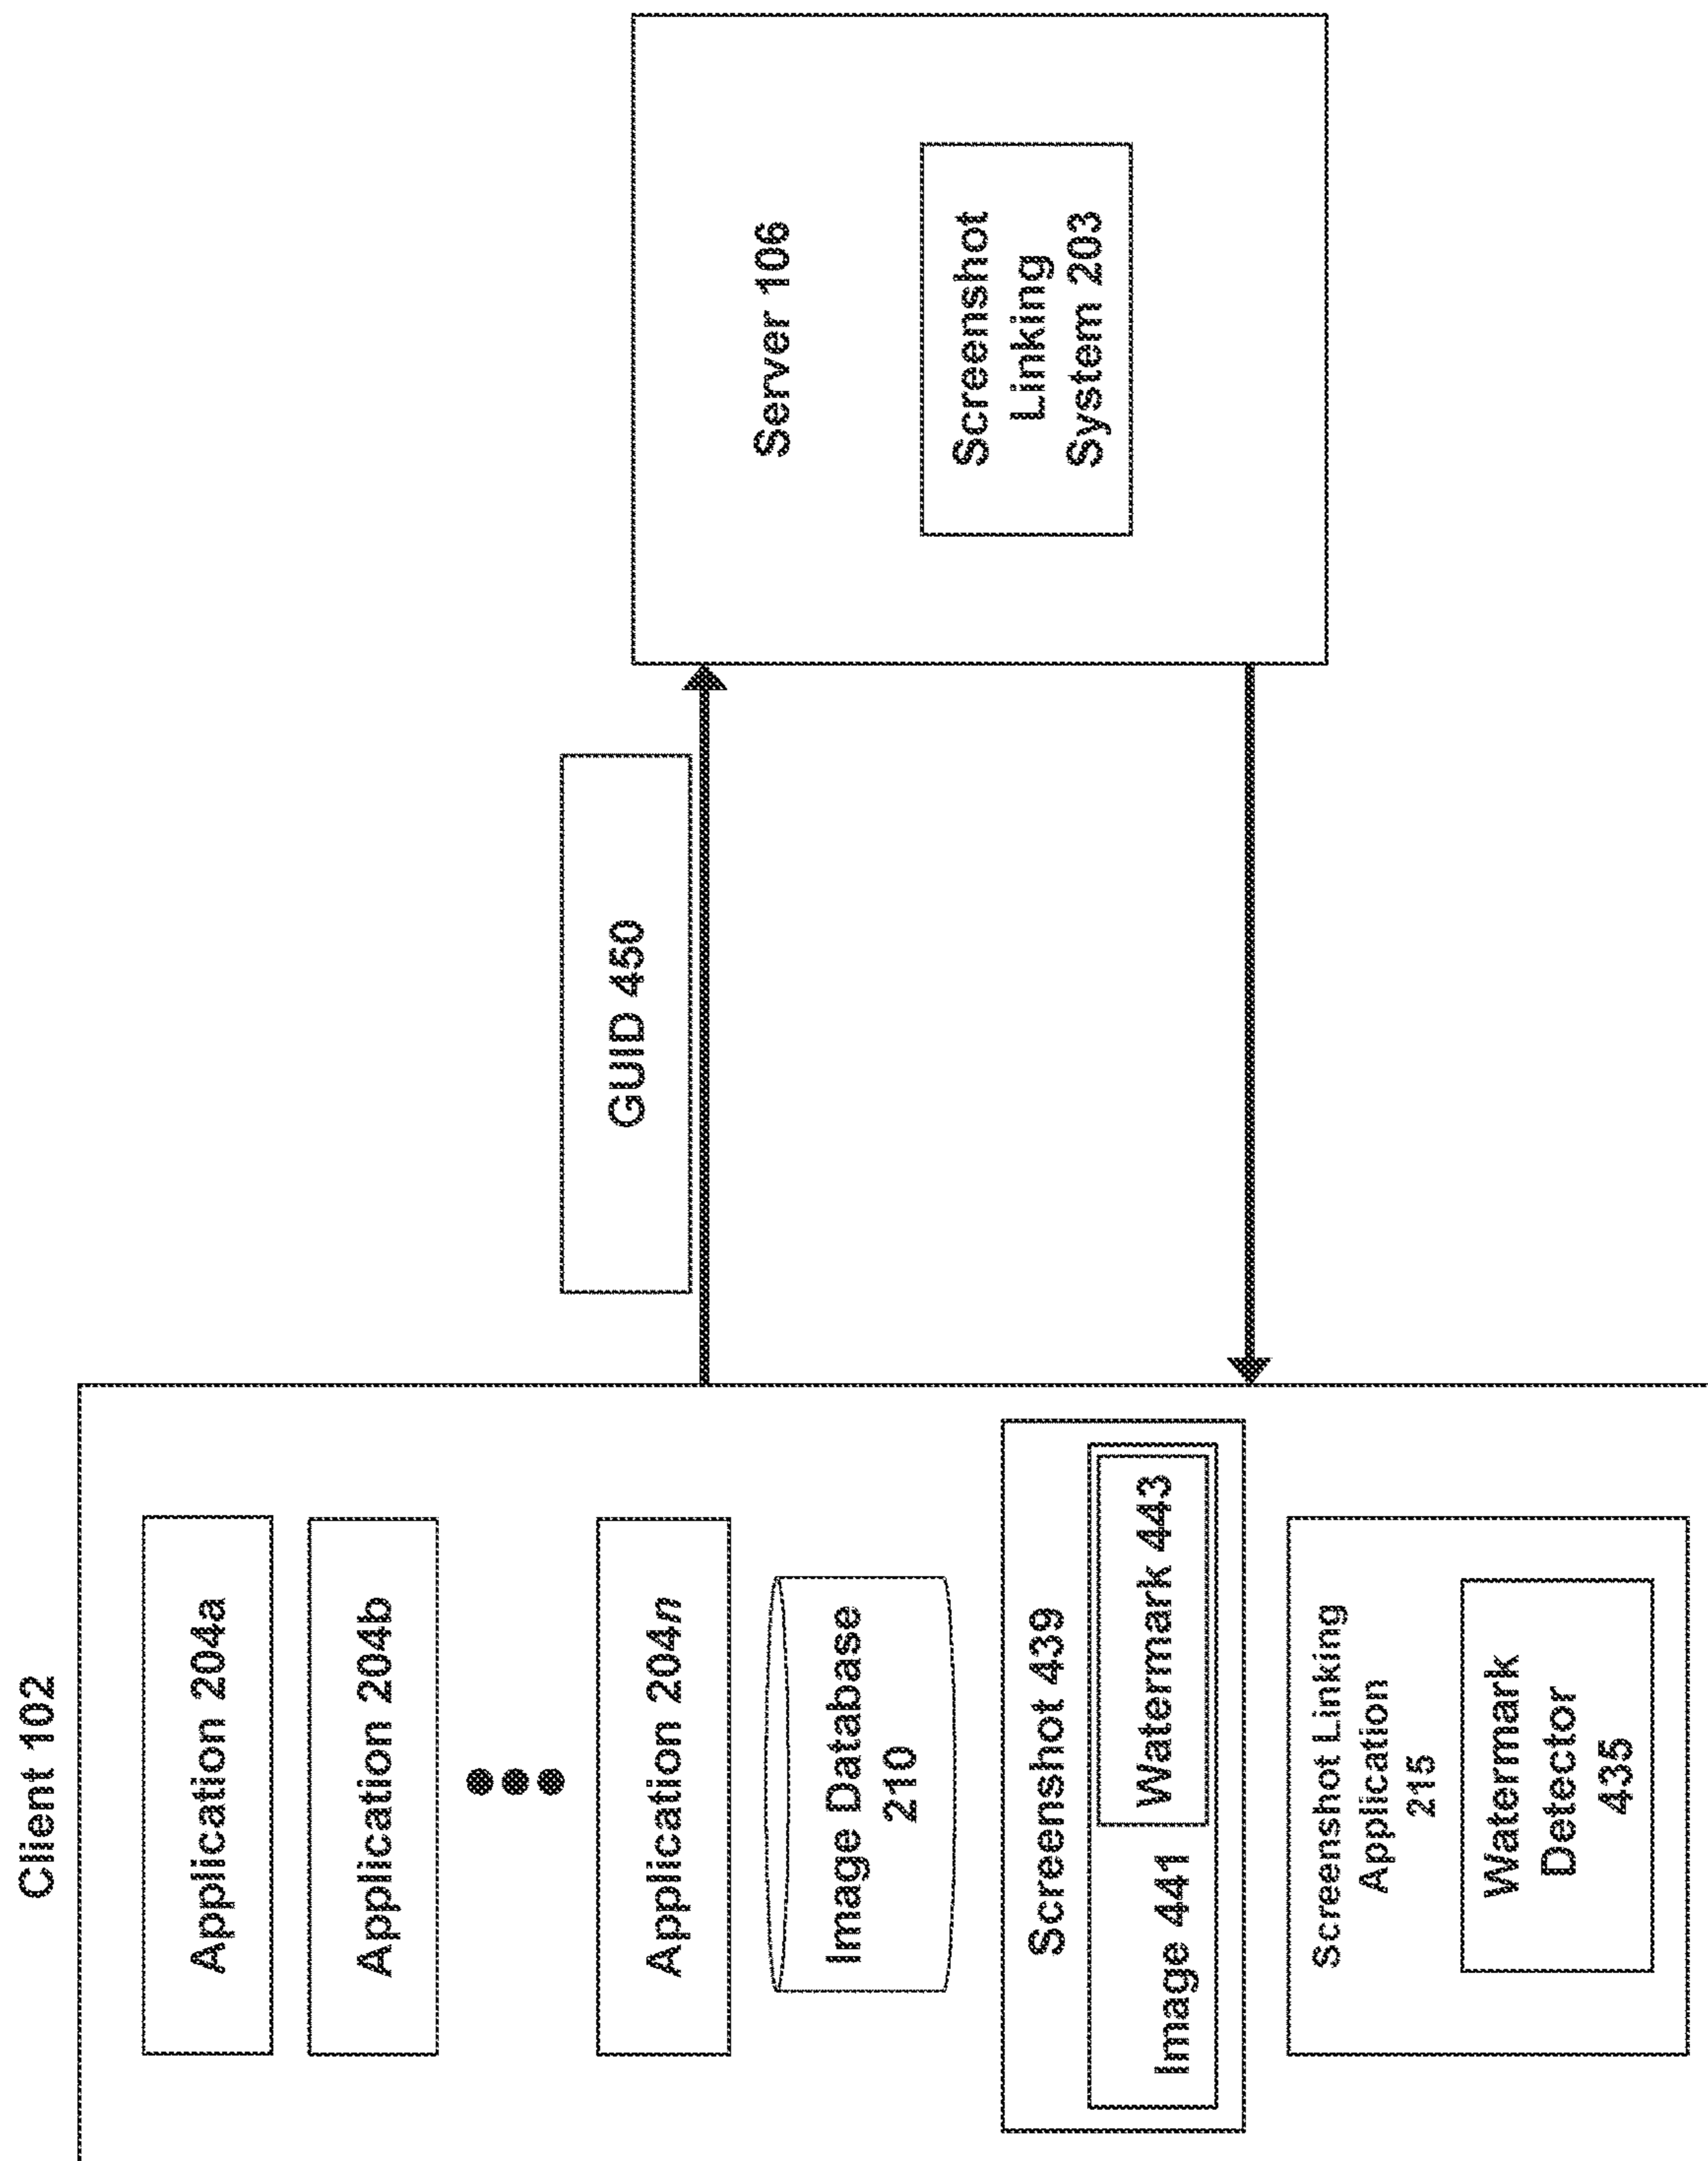 Client 102
Application 204a
Application 204b
Application 204n
Image Database
210
Screenshot 439
Image 441
Watermark 443
Screenshot Linking
Application
215
Watermark
Detector
435
GUID 450
Server 106
Screenshot
Linking
System 203